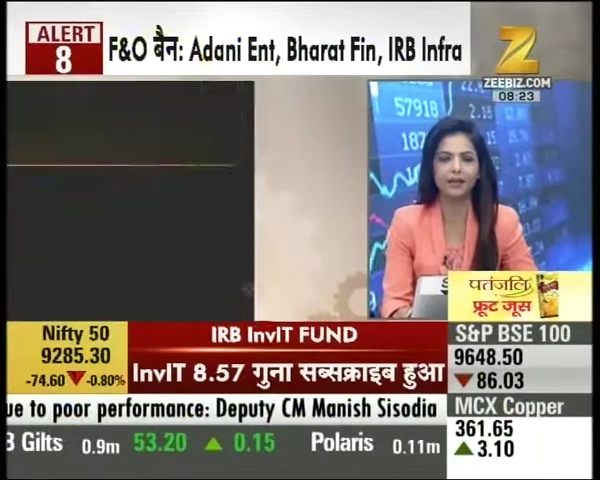 ALERT
8
F&O बैन: Adani Ent, Bharat Fin, IRB Infra
Z
ZEEBIZ.COM
08:23
57918
पतंजलि
फ्रूट जूस
Nifty 50
9285.30
-74.60 -0.80%
IRB InvIT FUND
InvIT 8.57 गुना सब्सक्राइब हुआ
S&P BSE 100
9648.50
86.03
ue to poor performance: Deputy CM Manish Sisodia
MCX Copper
361.65
3.10
Gilts 0.9m 53.20 0.15 Polaris 0.11m